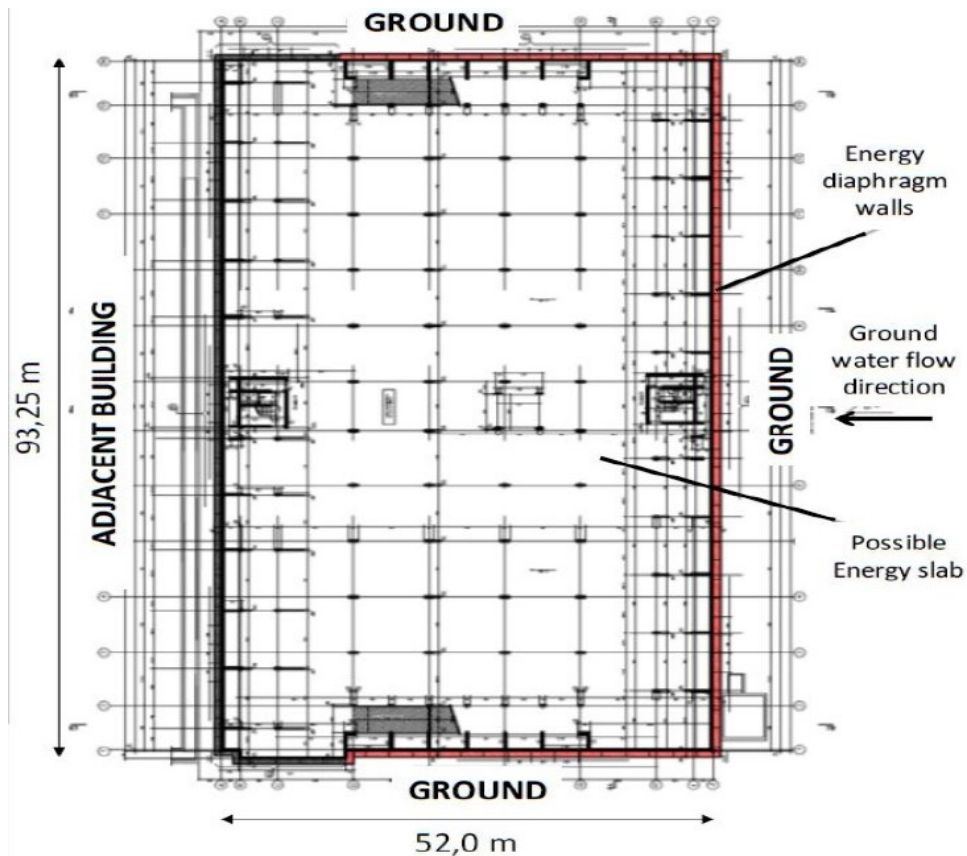 GROUND
Energy
diaphragm
walls
Ground
water flow
direction
GROUND
ADJACENT BUILDING
93,25 m
Possible
Energy slab
GROUND
52,0 m